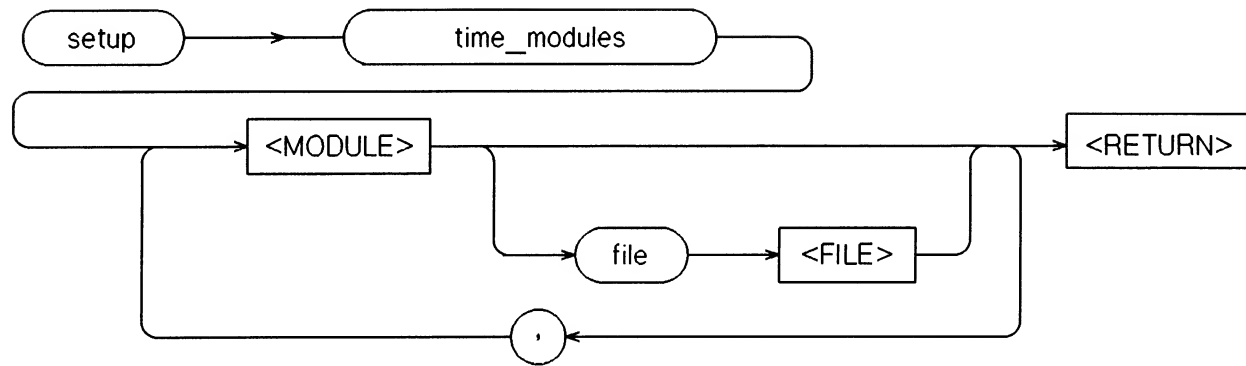 setup time_modules
<MODULE> <RETURN>
file <FILE>
,